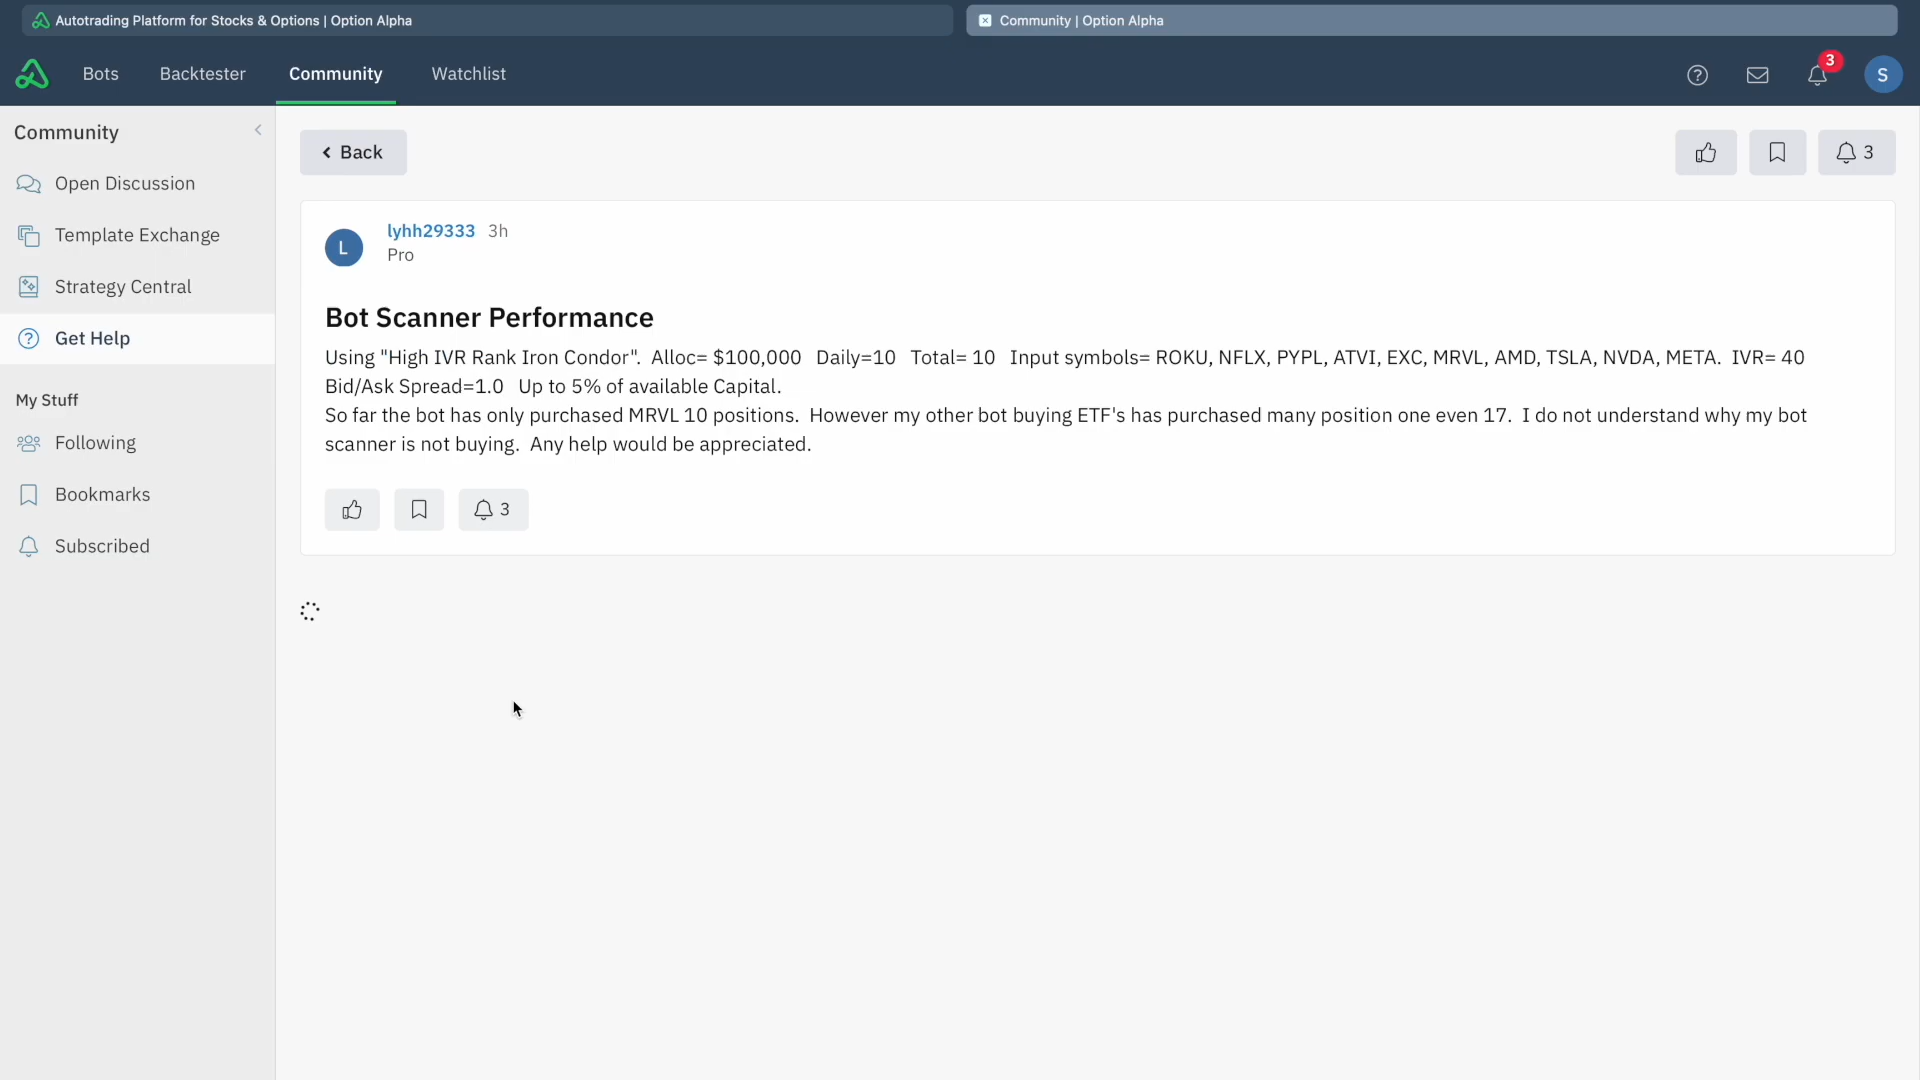 Autotrading Platform for Stocks & Options | Option Alpha
Community | Option Alpha
Bots
Backtester
Community
Watchlist
3
S
Community
Open Discussion
Template Exchange
Strategy Central
Get Help
My Stuff
Following
Bookmarks
Subscribed
Back
3
L
lyhh29333 3h
Pro
Bot Scanner Performance
Using "High IVR Rank Iron Condor". Alloc= $100,000 Daily=10 Total= 10 Input symbols= ROKU, NFLX, PYPL, ATVI, EXC, MRVL, AMD, TSLA, NVDA, META. IVR= 40
Bid/Ask Spread=1.0 Up to 5% of available Capital.
So far the bot has only purchased MRVL 10 positions. However my other bot buying ETF's has purchased many position one even 17. I do not understand why my bot
scanner is not buying. Any help would be appreciated.
3